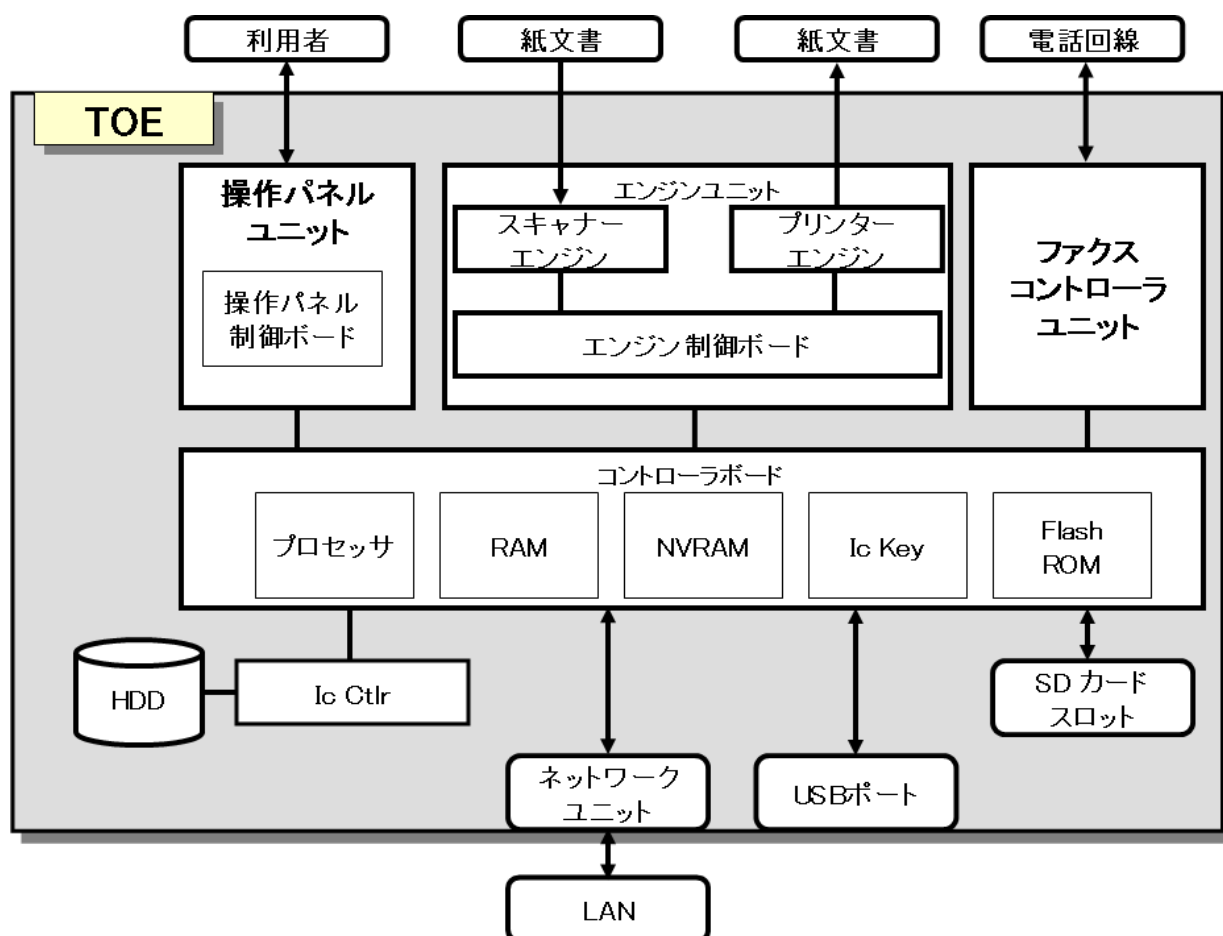 利用者
紙文書
紙文書
電話回線
TOE
操作パネル
ユニット
操作パネル
制御ボード
エンジンユニット
スキャナー
エンジン
プリンター
エンジン
エンジン制御ボード
ファクス
コントローラ
ユニット
コントローラボード
プロセッサ
RAM
NVRAM
Ic Key
Flash
ROM
HDD
Ic Ctlr
SD カード
スロット
ネットワーク
ユニット
USBポート
LAN